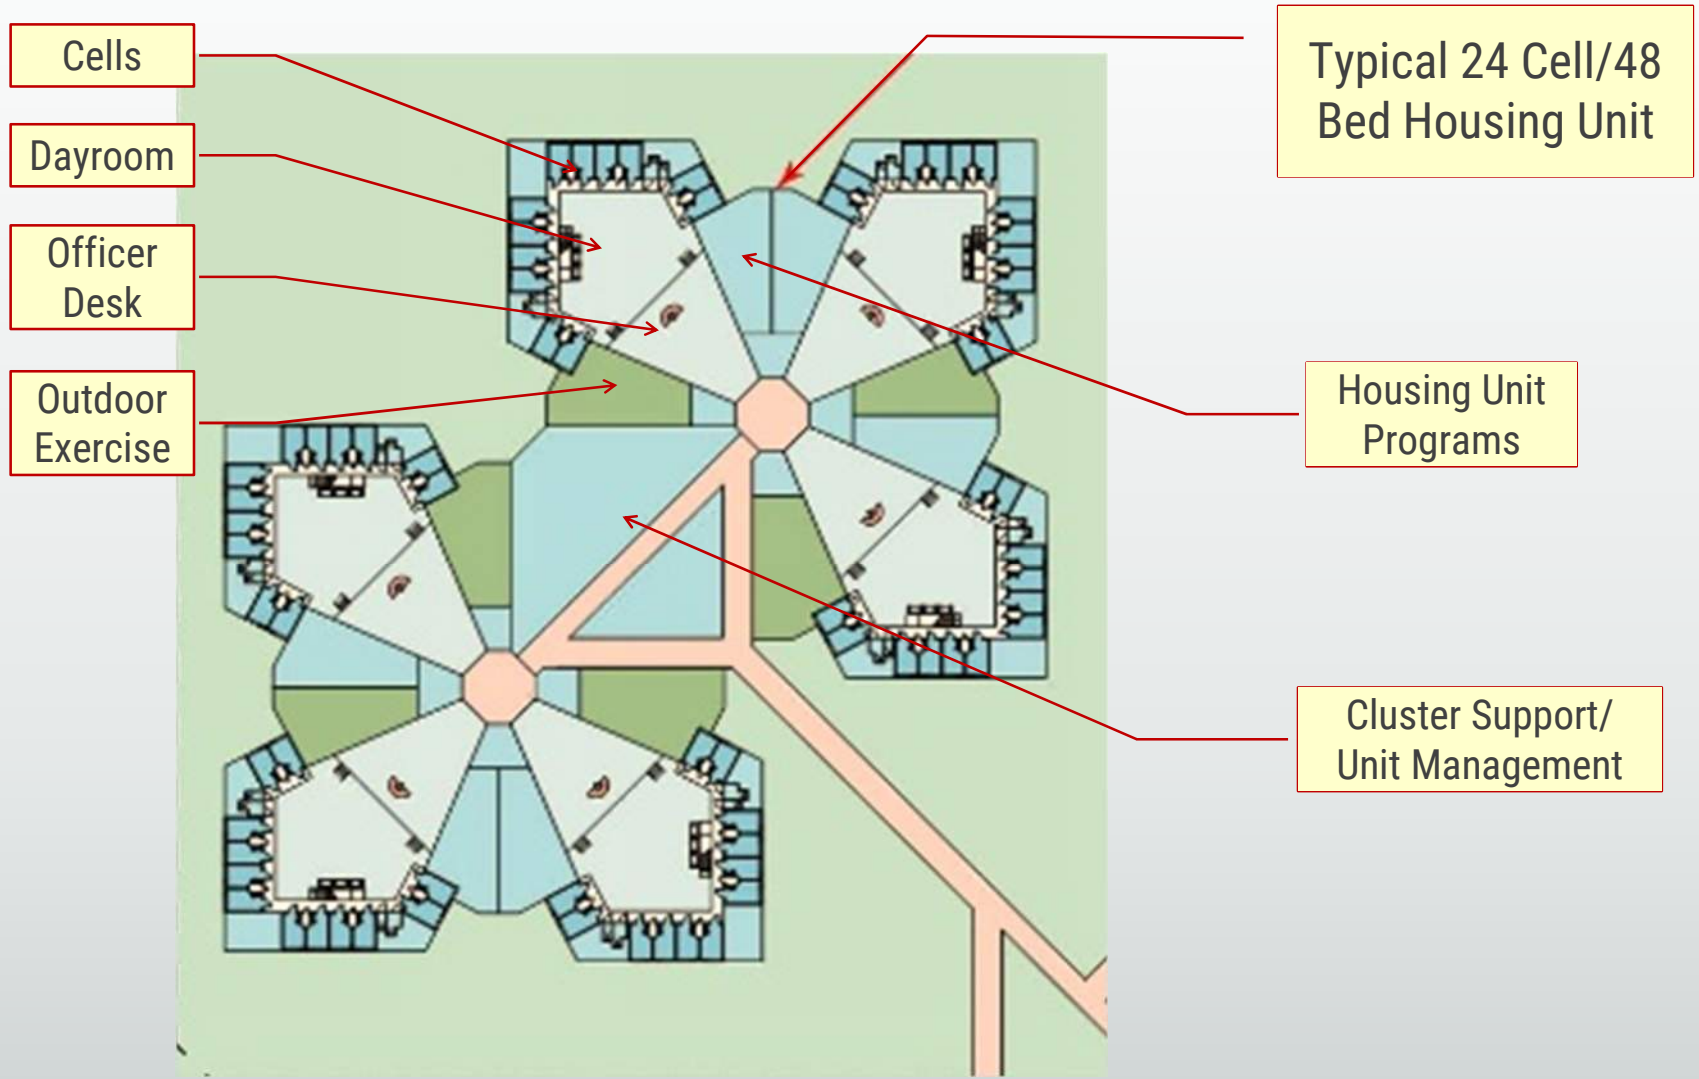 Cells
Dayroom
Officer
Desk
Outdoor
Exercise
Typical 24 Cell/48
Bed Housing Unit
Housing Unit
Programs
Cluster Support/
Unit Management